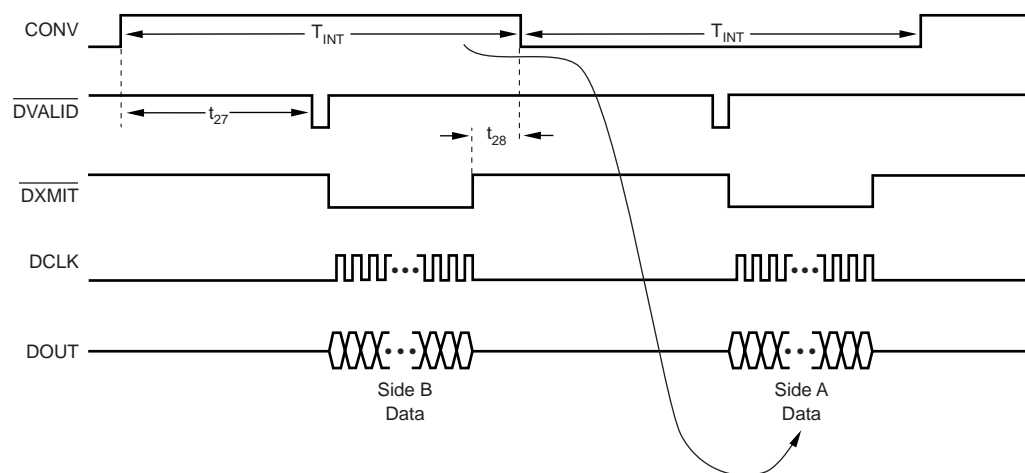 CONV
T_INT
T_INT
DVALID
t_27
t_28
DXMIT
DCLK
DOUT
Side B
Data
Side A
Data